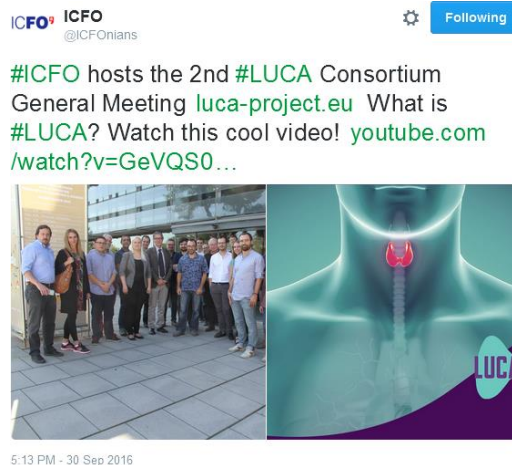 ICFO⁹ ICFO
@ICFOnians
Following
#ICFO hosts the 2nd #LUCA Consortium
General Meeting luca-project.eu What is
#LUCA? Watch this cool video! youtube.com
/watch?v=GeVQS0…
LUCA
5:13 PM - 30 Sep 2016